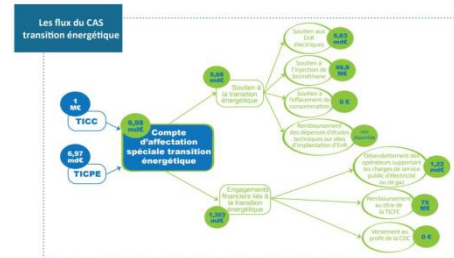 Les flux du CAS
transition énergétique
1
M€
TICC
6,97
md€
TICPE
6,98
md€
Compte
d'affectation
spéciale transition
énergétique
5,68
md€
Soutien à
la transition
énergétique
Soutien aux
EnR
électriques
5,63
md€
Soutien à
l'injection de
biométhane
49,8
M€
Soutien à
l'effacement de
consommation
0 €
Remboursement
des dépenses d'études
techniques sur sites
d'implantation d'EnR
Engagements
financiers liés à
la transition
énergétique
1,301
md€
Désendettement des
opérateurs supportant
les charges de service
public d'électricité
ou de gaz
1,22
md€
Remboursement
au titre de
la TICFE
75
M€
Versement au
profit de la CDC
0 €